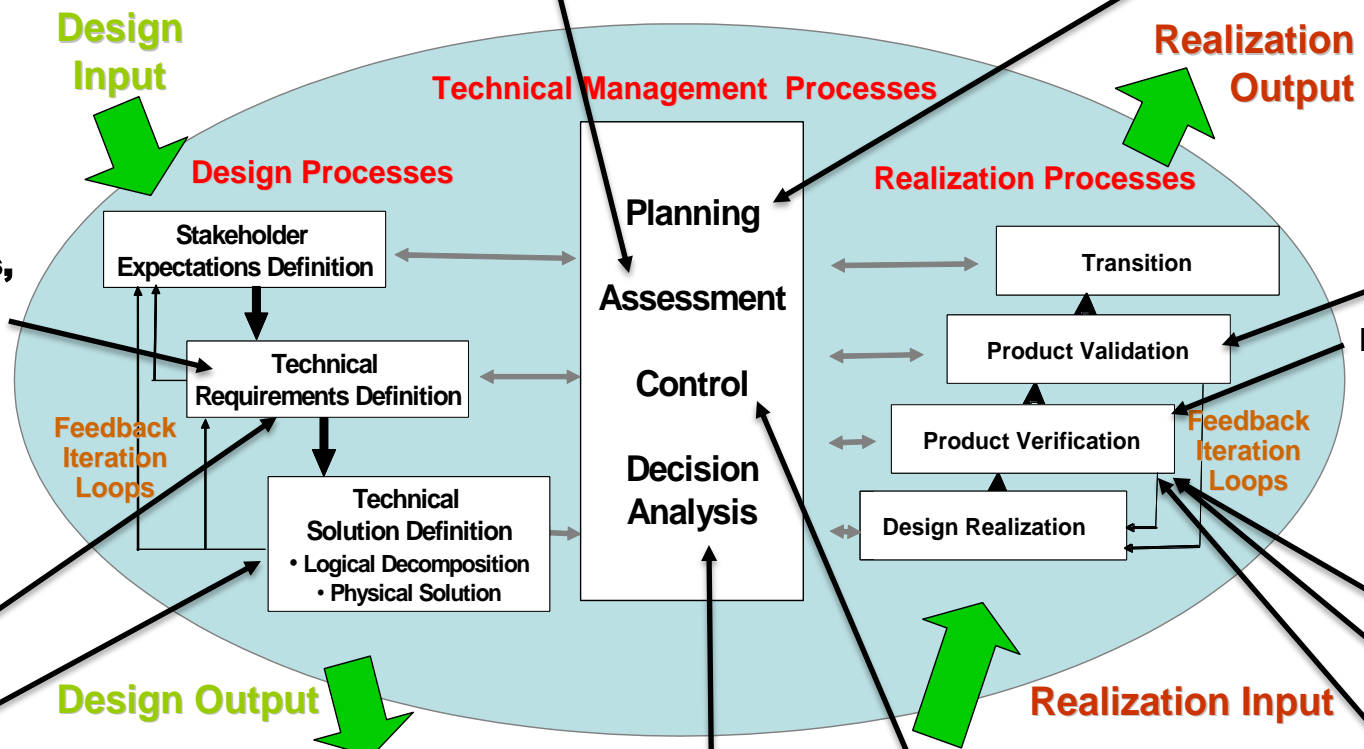 Design
Input
Realization
Output
Technical Management Processes
Design Processes
Realization Processes
Stakeholder
Expectations Definition
Technical
Requirements Definition
Feedback
Iteration
Loops
Technical
Solution Definition
• Logical Decomposition
• Physical Solution
Planning
Assessment
Control
Decision
Analysis
Transition
Product Validation
Product Verification
Feedback
Iteration
Loops
Design Realization
Design Output
Realization Input